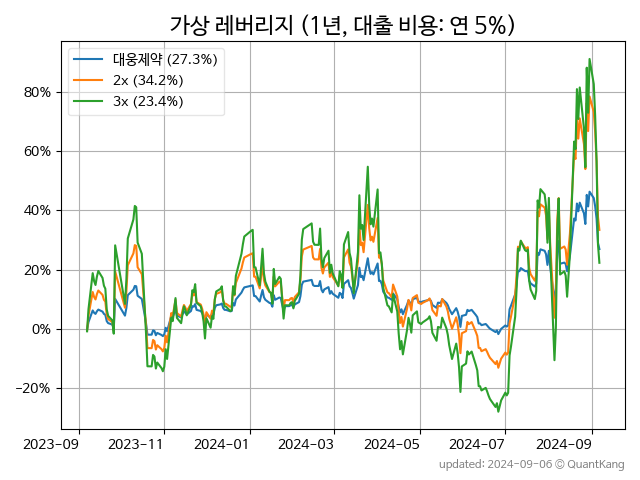 가상 레버리지 (1년, 대출 비용: 연 5%)
대웅제약 (27.3%)
2x (34.2%)
3x (23.4%)
80%
60%
40%
20%
0%
−20%
2023-09 2023-11 2024-01 2024-03 2024-05 2024-07 2024-09
updated: 2024-09-06 © QuantKang